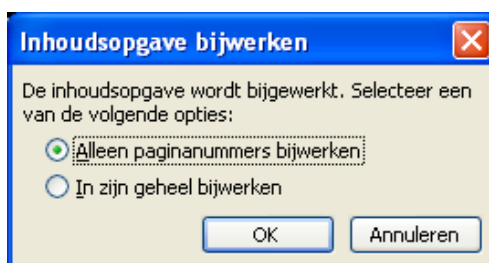 Inhoudsopgave bijwerken
De inhoudsopgave wordt bijgewerkt. Selecteer een
van de volgende opties:
Alleen paginanummers bijwerken
In zijn geheel bijwerken
OK Annuleren